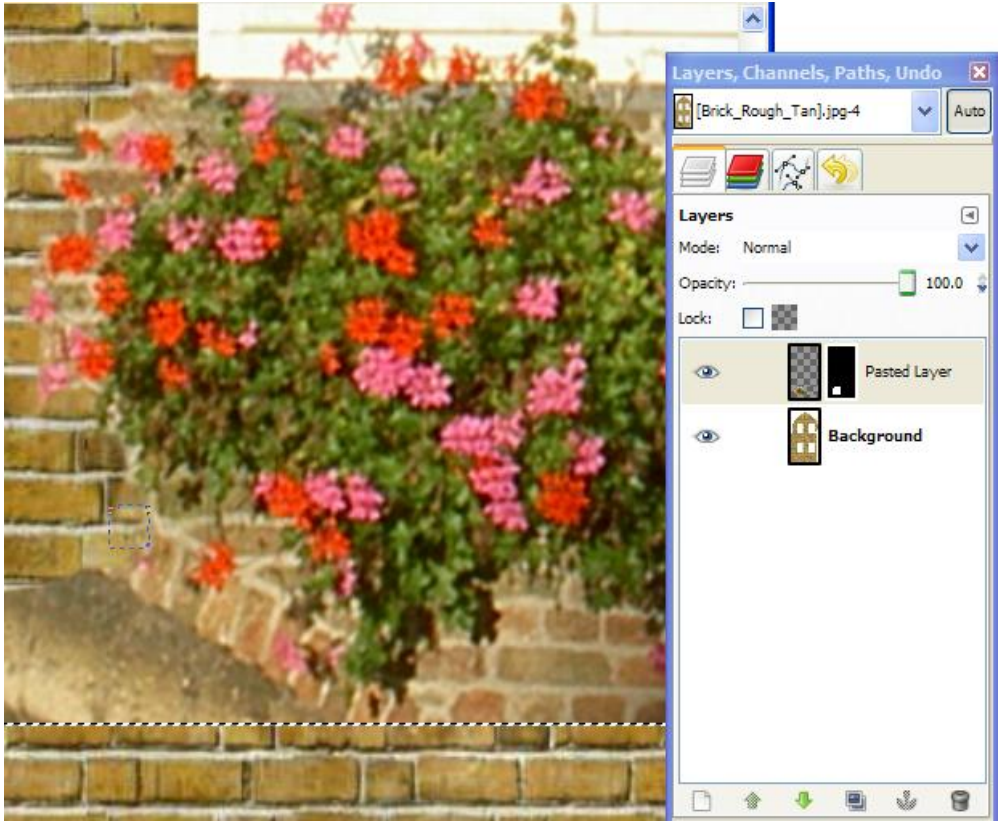 Layers, Channels, Paths, Undo
[Brick_Rough_Tan].jpg-4
Auto
Layers
Mode: Normal
Opacity: 100.0
Lock:
Pasted Layer
Background